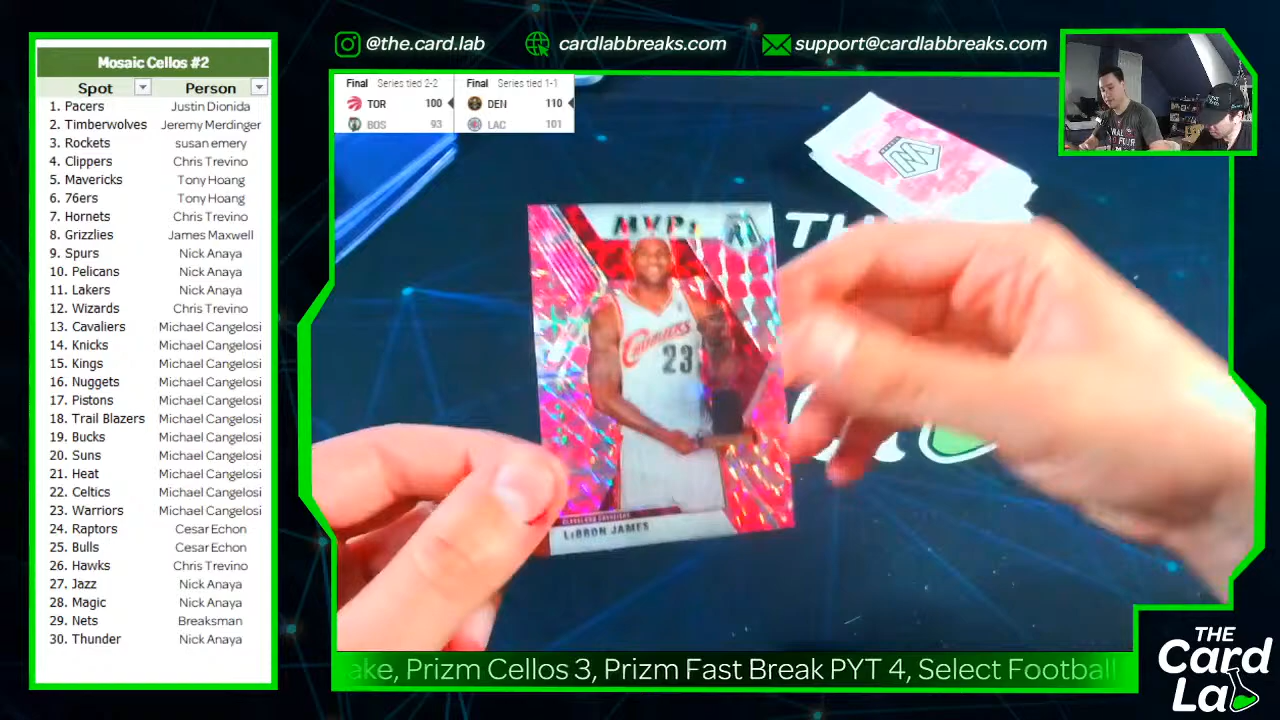 @the.card.lab
cardlabbreaks.com
support@cardlabbreaks.com
Mosaic Cellos #2
Spot Person
1. Pacers Justin Dionida
2. Timberwolves Jeremy Merdinger
3. Rockets susan emery
4. Clippers Chris Trevino
5. Mavericks Tony Hoang
6. 76ers Tony Hoang
7. Hornets Chris Trevino
8. Grizzlies James Maxwell
9. Spurs Nick Anaya
10. Pelicans Nick Anaya
11. Lakers Nick Anaya
12. Wizards Chris Trevino
13. Cavaliers Michael Cangelosi
14. Knicks Michael Cangelosi
15. Kings Michael Cangelosi
16. Nuggets Michael Cangelosi
17. Pistons Michael Cangelosi
18. Trail Blazers Michael Cangelosi
19. Bucks Michael Cangelosi
20. Suns Michael Cangelosi
21. Heat Michael Cangelosi
22. Celtics Michael Cangelosi
23. Warriors Michael Cangelosi
24. Raptors Cesar Echon
25. Bulls Cesar Echon
26. Hawks Chris Trevino
27. Jazz Nick Anaya
28. Magic Nick Anaya
29. Nets Breaksman
30. Thunder Nick Anaya
Final Series tied 2-2
TOR 100
BOS 93
Final Series tied 1-1
DEN 110
LAC 101
MVPs
CAVALIERS
23
CLEVELAND CAVALIERS
LEBRON JAMES
TH
ake, Prizm Cellos 3, Prizm Fast Break PYT 4, Select Football
THE
Card
La